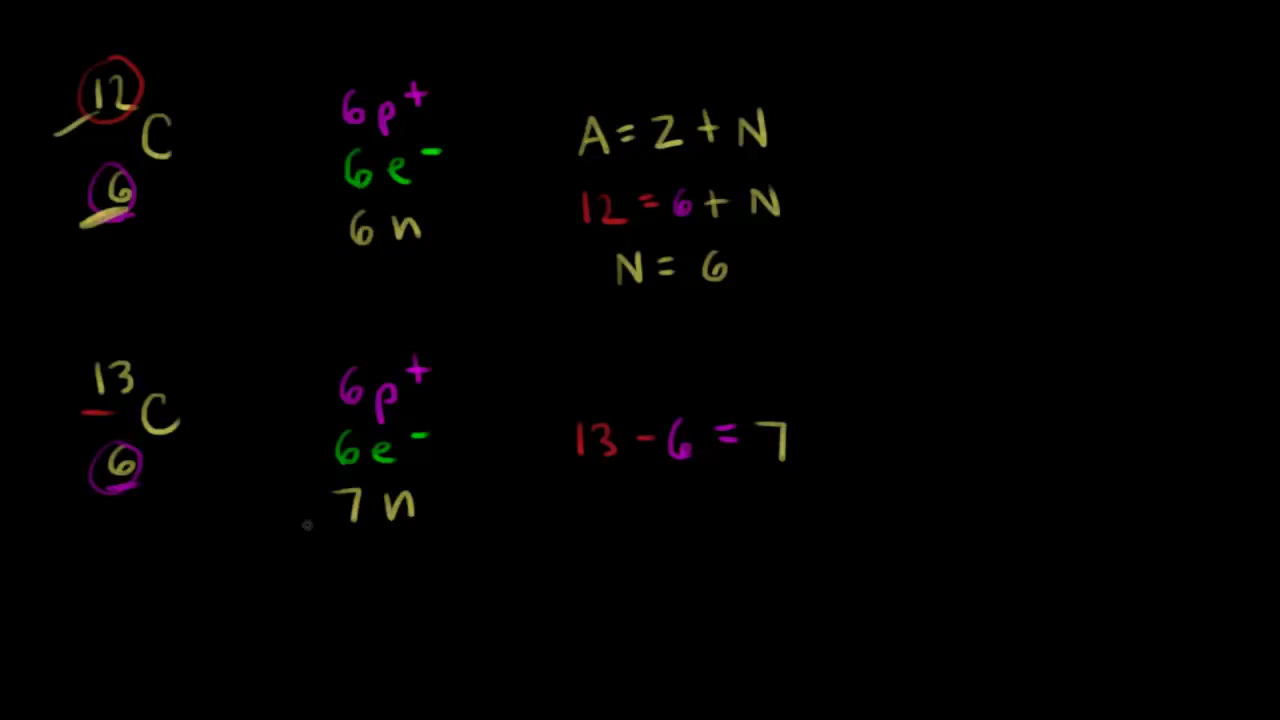 12
C
6
6p+
6e-
6n
A=Z+N
12=6+N
N=6
13
C
6
6p+
6e-
7n
13-6=7